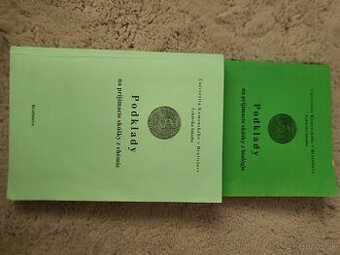 Univerzita Komenského v Bratislave
Lekárska fakulta
Podklady
na prijímacie skúšky z chémie
Bratislava
Univerzita Komenského v Bratislave
Lekárska fakulta
Podklady
na prijímacie skúšky z biológie